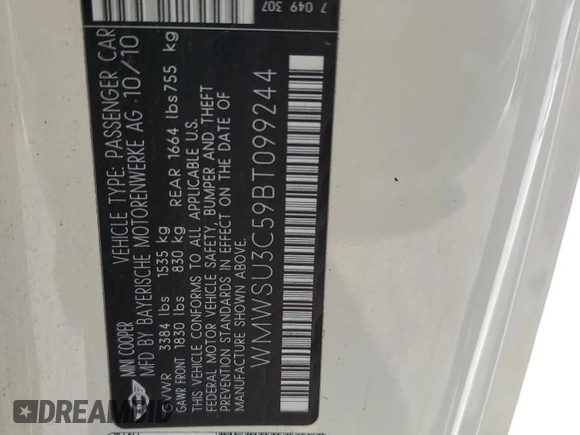 MINI COOPER
VEHICLE TYPE: PASSENGER CAR
MFD BY BAYERISCHE MOTORENWERKE AG 10/10
GVWR 3384 lbs 1535 kg
GAWR FRONT 1830 lbs 830 kg REAR 1664 lbs 755 kg
THIS VEHICLE CONFORMS TO ALL APPLICABLE U.S.
FEDERAL MOTOR VEHICLE SAFETY, BUMPER AND THEFT
PREVENTION STANDARDS IN EFFECT ON THE DATE OF
MANUFACTURE SHOWN ABOVE.
WMWSU3C59BT099244
7 049 307
DREAMBID